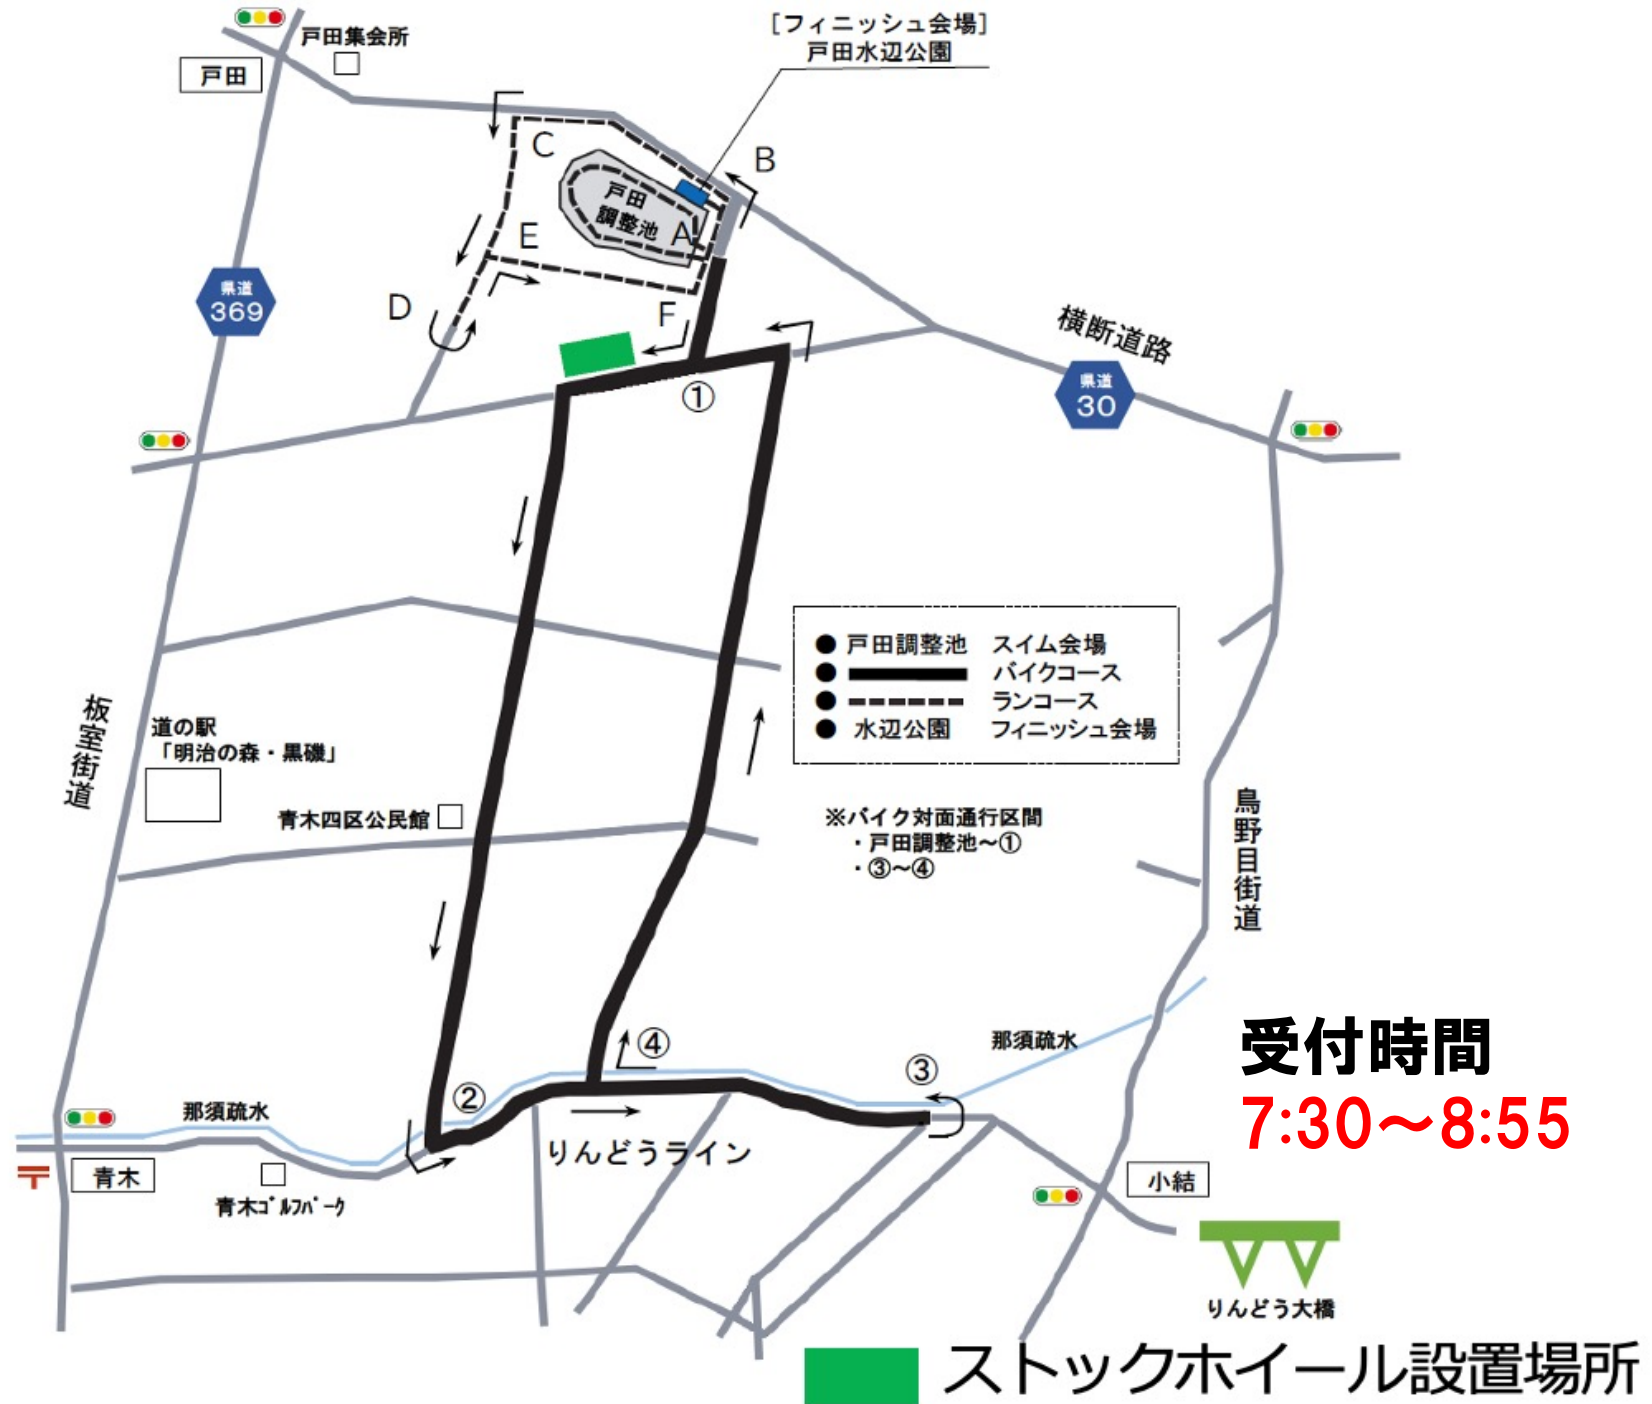 [フィニッシュ会場]
戸田水辺公園
戸田集会所
戸田
C
B
戸田
調整池
A
E
D
F
県道
369
横断道路
県道
30
①
● 戸田調整池 スイム会場
● バイクコース
● ランコース
● 水辺公園 フィニッシュ会場
板室街道
道の駅
「明治の森・黒磯」
青木四区公民館
※バイク対面通行区間
・戸田調整池～①
・③～④
鳥野目街道
那須疏水
受付時間
7:30～8:55
④
③
②
那須疏水
りんどうライン
〒
青木
青木ｺﾞﾙﾌﾊﾟｰｸ
小結
りんどう大橋
ストックホイール設置場所